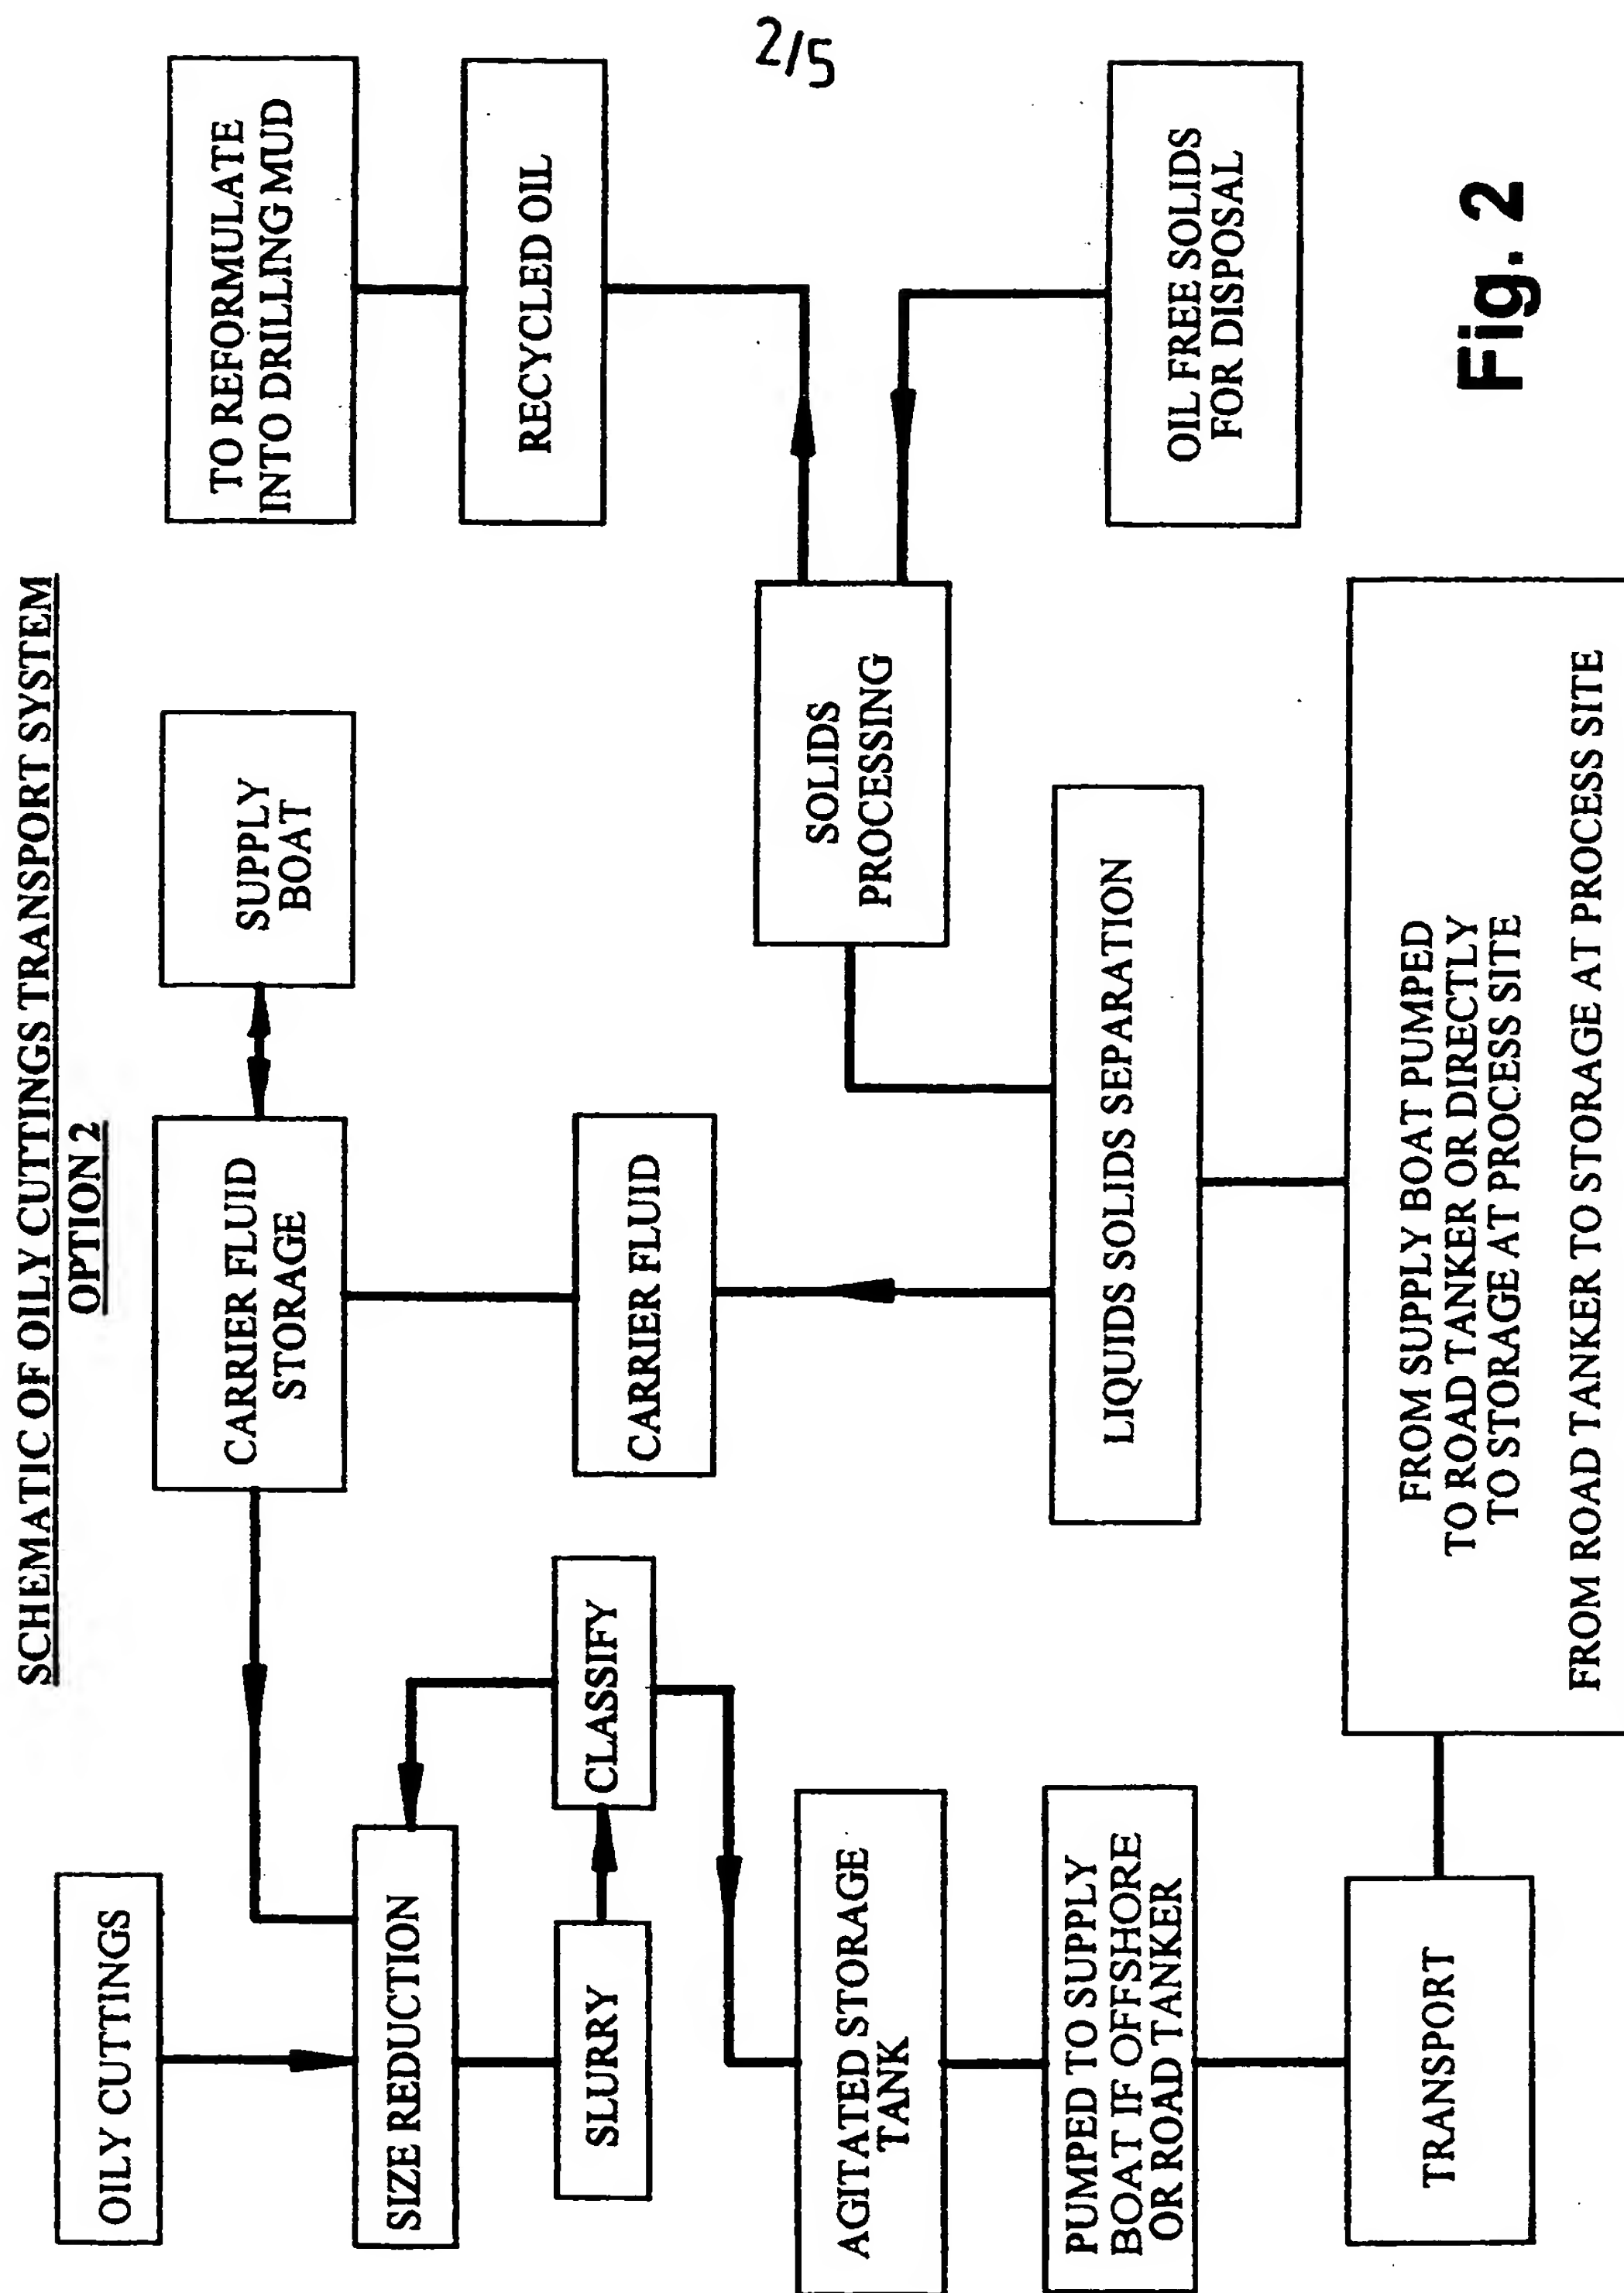 2/5
SCHEMATIC OF OILY CUTTINGS TRANSPORT SYSTEM
OPTION 2
OILY CUTTINGS
SIZE REDUCTION
SLURRY
CLASSIFY
AGITATED STORAGE
TANK
PUMPED TO SUPPLY
BOAT IF OFFSHORE
OR ROAD TANKER
TRANSPORT
CARRIER FLUID
STORAGE
SUPPLY
BOAT
CARRIER FLUID
LIQUIDS SOLIDS SEPARATION
FROM SUPPLY BOAT PUMPED
TO ROAD TANKER OR DIRECTLY
TO STORAGE AT PROCESS SITE
FROM ROAD TANKER TO STORAGE AT PROCESS SITE
SOLIDS
PROCESSING
TO REFORMULATE
INTO DRILLING MUD
RECYCLED OIL
OIL FREE SOLIDS
FOR DISPOSAL
Fig. 2